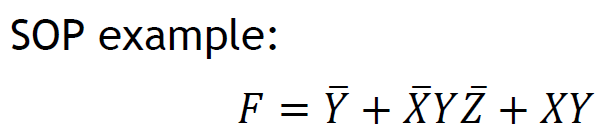 SOP example:
F = Y̅ + X̅YZ̅ + XY